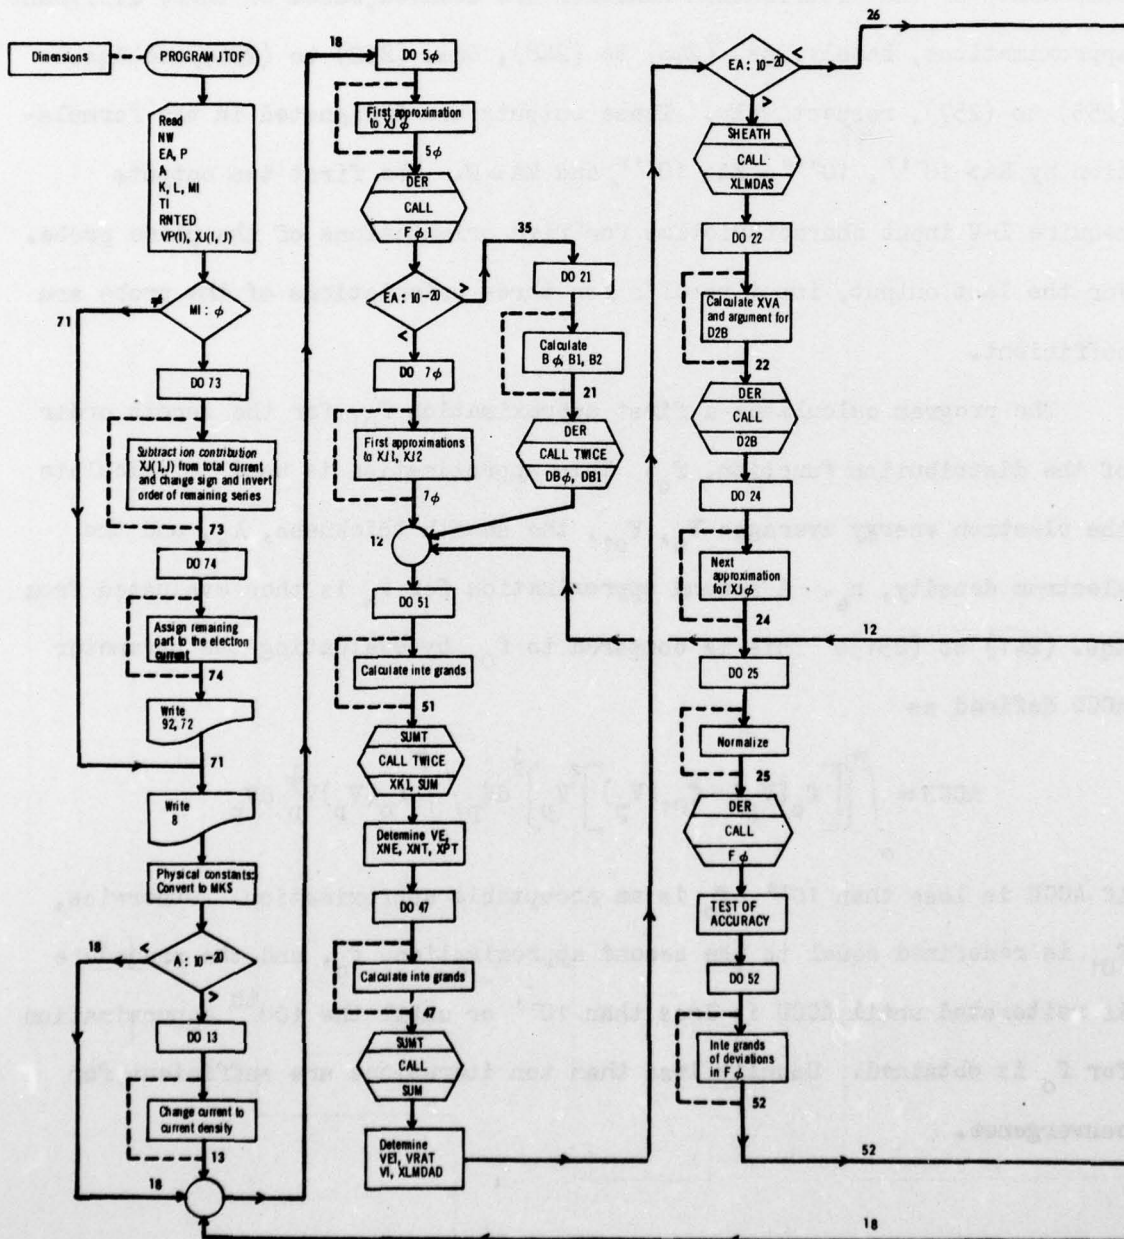 Dimensions
PROGRAM JTOF
Read
NW
EA, P
A
K, L, MI
TI
RNTED
VP(I), XJ(I, J)
≠
71
MI : ϕ
DO 73
Subtract ion contribution
XJ(1,J) from total current
and change sign and invert
order of remaining series
73
DO 74
Assign remaining
part to the electron
current
74
Write
92, 72
71
Write
8
Physical constants:
Convert to MKS
18
<
A: 10-20
>
DO 13
Change current to
current density
13
18
18
DO 5ϕ
First approximation
to XJ ϕ
5ϕ
DER
CALL
F ϕ 1
EA : 10-20
<
DO 7ϕ
First approximations
to XJ1, XJ2
7ϕ
12
DO 51
Calculate inte grands
51
SUMT
CALL TWICE
XKI, SUM
Determine VE,
XNE, XNT, XPT
DO 47
Calculate inte grands
47
SUMT
CALL
SUM
Determine
VEI, VRAT
VI, XLMDAD
35
DO 21
Calculate
B ϕ, B1, B2
21
DER
CALL TWICE
DB ϕ, DB1
26
EA : 10-20
>
SHEATH
CALL
XLMDAS
DO 22
Calculate XVA
and argument for
D2B
22
DER
CALL
D2B
DO 24
Next
approximation
for XJ ϕ
24
12
DO 25
Normalize
25
DER
CALL
F ϕ
TEST OF
ACCURACY
DO 52
Inte grands
of deviations
in F ϕ
52
52
18